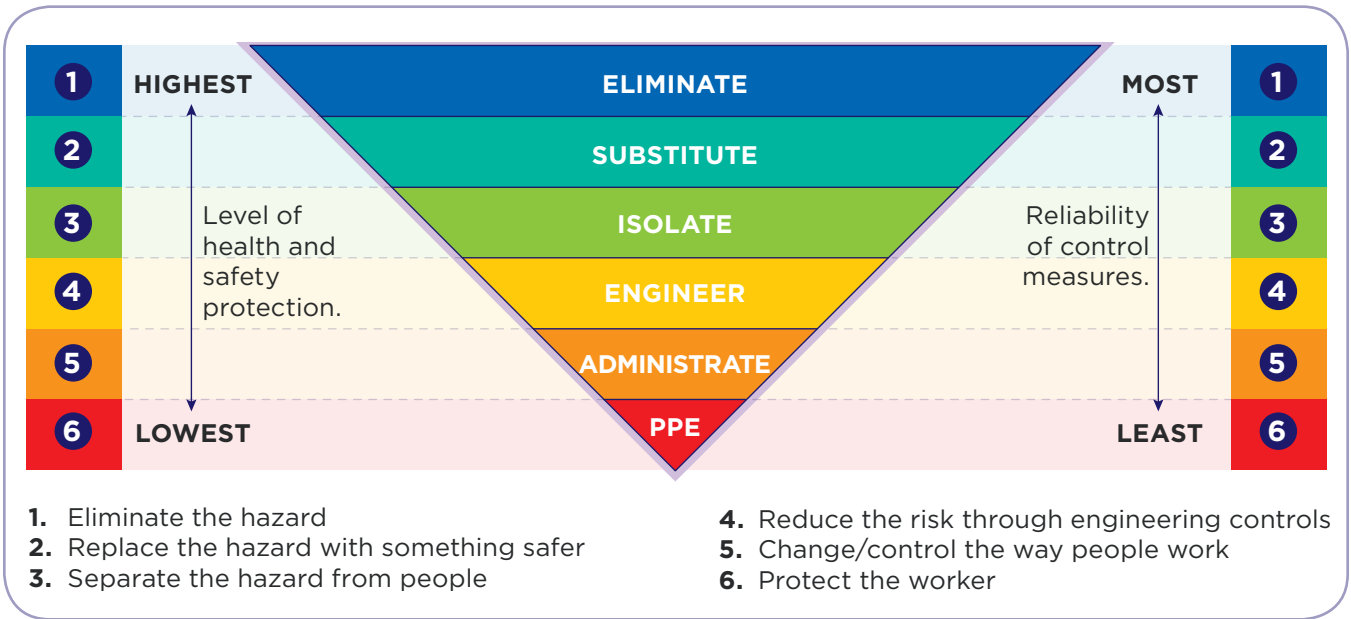 1 HIGHEST ELIMINATE MOST 1
2 SUBSTITUTE 2
3 Level of health and safety protection. ISOLATE Reliability of control measures. 3
4 ENGINEER 4
5 ADMINISTRATE 5
6 LOWEST PPE LEAST 6
1. Eliminate the hazard
2. Replace the hazard with something safer
3. Separate the hazard from people
4. Reduce the risk through engineering controls
5. Change/control the way people work
6. Protect the worker